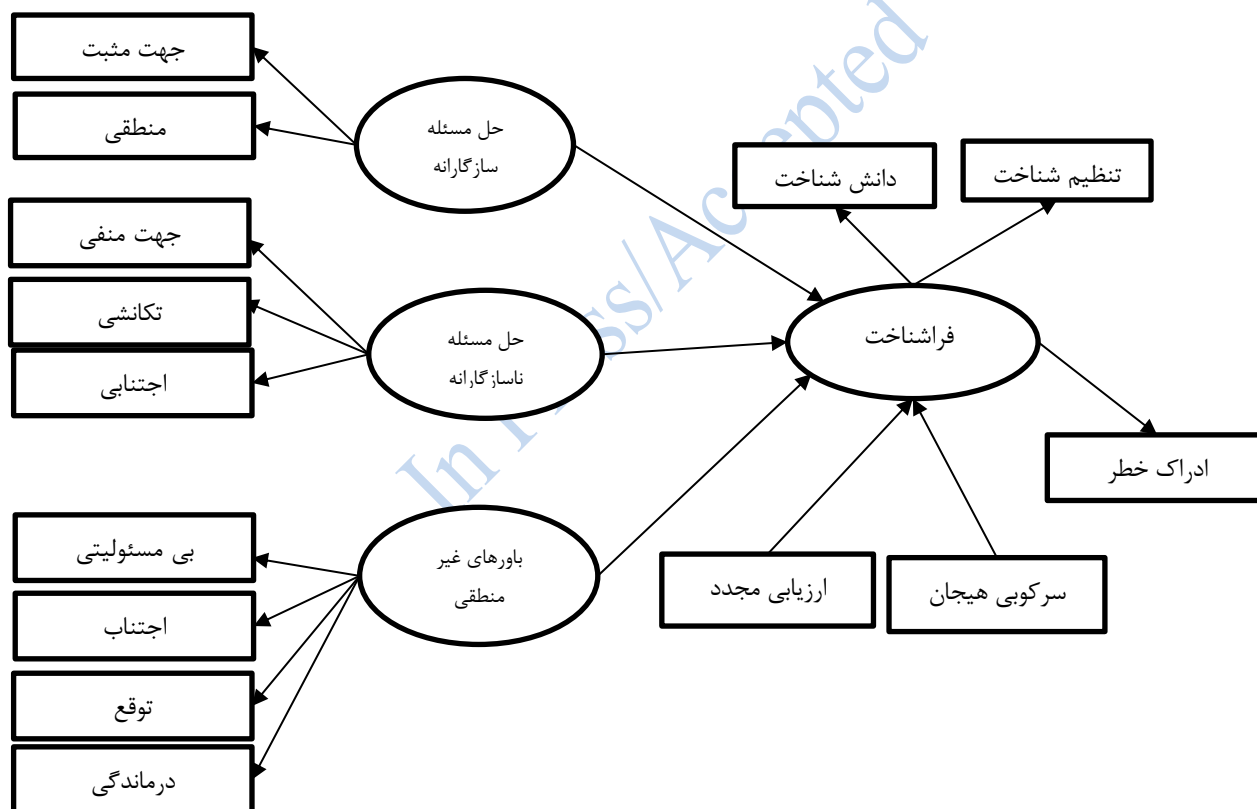 جهت مثبت
منطقی
حل مسئله
سازگارانه
دانش شناخت
تنظیم شناخت
جهت منفی
تکانشی
اجتنابی
حل مسئله
ناسازگارانه
فراشناخت
ادراک خطر
بی مسئولیتی
اجتناب
توقع
درماندگی
باورهای غیر
منطقی
ارزیابی مجدد
سرکوبی هیجان
In Press/Accepted